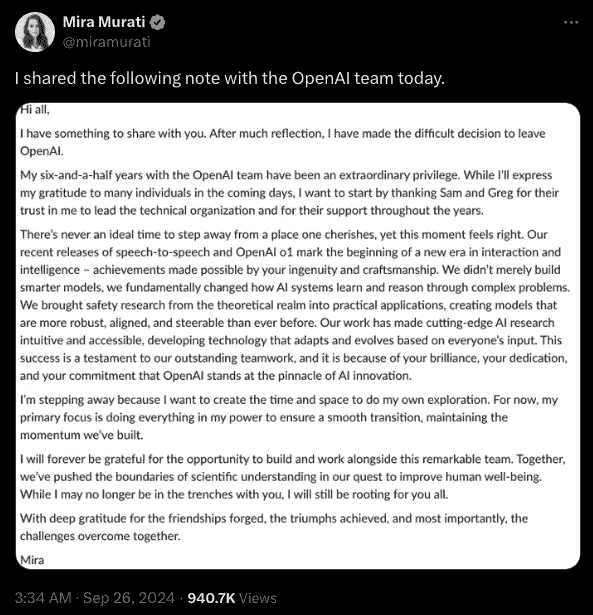 Mira Murati
@miramurati
I shared the following note with the OpenAI team today.
Hi all,
I have something to share with you. After much reflection, I have made the difficult decision to leave
OpenAI.
My six-and-a-half years with the OpenAI team have been an extraordinary privilege. While I'll express
my gratitude to many individuals in the coming days, I want to start by thanking Sam and Greg for their
trust in me to lead the technical organization and for their support throughout the years.
There's never an ideal time to step away from a place one cherishes, yet this moment feels right. Our
recent releases of speech-to-speech and OpenAI o1 mark the beginning of a new era in interaction and
intelligence – achievements made possible by your ingenuity and craftsmanship. We didn't merely build
smarter models, we fundamentally changed how AI systems learn and reason through complex problems.
We brought safety research from the theoretical realm into practical applications, creating models that
are more robust, aligned, and steerable than ever before. Our work has made cutting-edge AI research
intuitive and accessible, developing technology that adapts and evolves based on everyone's input. This
success is a testament to our outstanding teamwork, and it is because of your brilliance, your dedication,
and your commitment that OpenAI stands at the pinnacle of AI innovation.
I'm stepping away because I want to create the time and space to do my own exploration. For now, my
primary focus is doing everything in my power to ensure a smooth transition, maintaining the
momentum we've built.
I will forever be grateful for the opportunity to build and work alongside this remarkable team. Together,
we've pushed the boundaries of scientific understanding in our quest to improve human well-being.
While I may no longer be in the trenches with you, I will still be rooting for you all.
With deep gratitude for the friendships forged, the triumphs achieved, and most importantly, the
challenges overcome together.
Mira
3:34 AM · Sep 26, 2024 · 940.7K Views